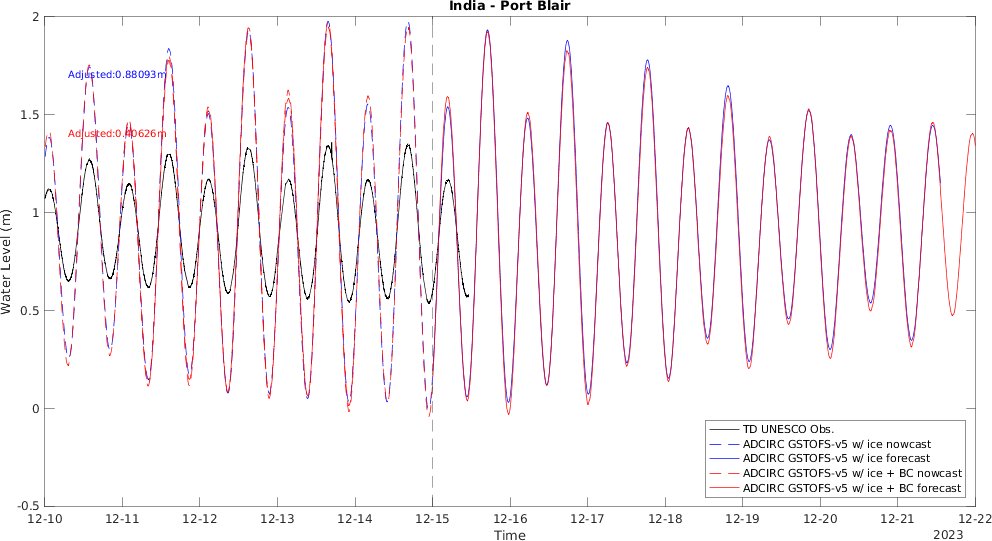 India - Port Blair
2
1.5
1
0.5
0
-0.5
Water Level (m)
Adjusted:0.88093m
Adjusted:0.40626m
TD UNESCO Obs.
ADCIRC GSTOFS-v5 w/ ice nowcast
ADCIRC GSTOFS-v5 w/ ice forecast
ADCIRC GSTOFS-v5 w/ ice + BC nowcast
ADCIRC GSTOFS-v5 w/ ice + BC forecast
12-10 12-11 12-12 12-13 12-14 12-15 12-16 12-17 12-18 12-19 12-20 12-21 12-22
Time
2023